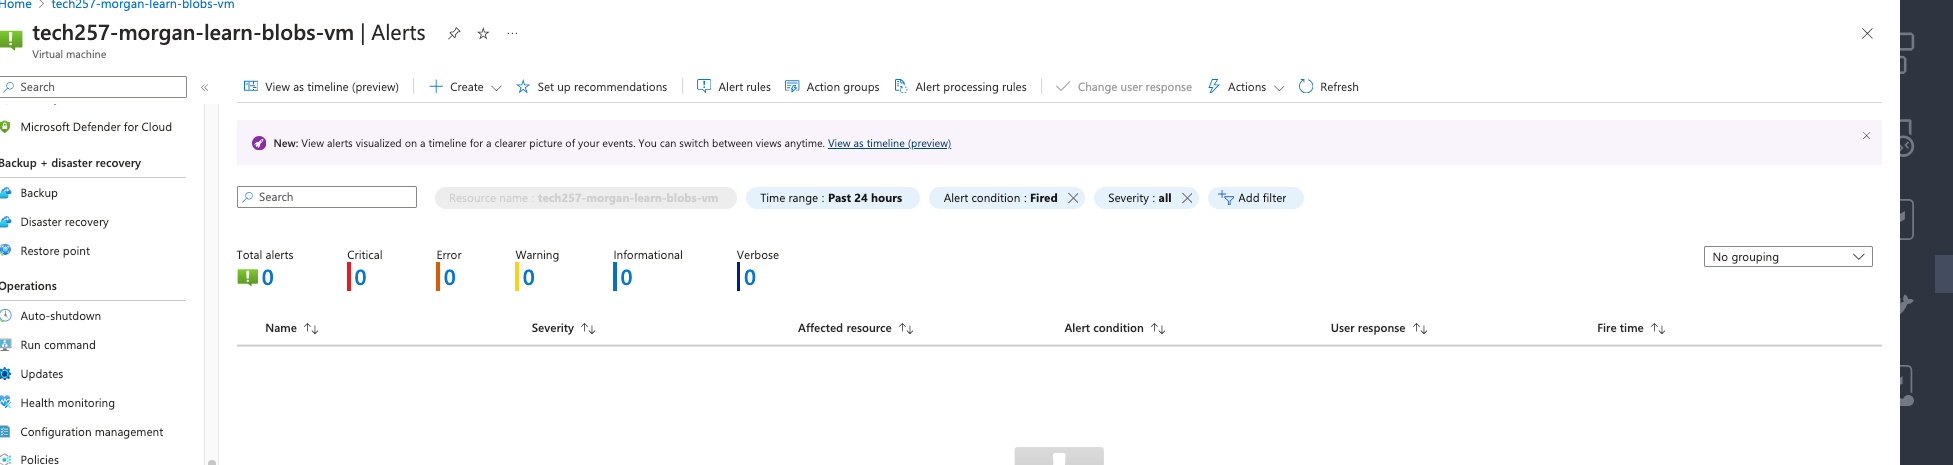 Home > tech257-morgan-learn-blobs-vm
tech257-morgan-learn-blobs-vm | Alerts
Virtual machine
Search
Microsoft Defender for Cloud
Backup + disaster recovery
Backup
Disaster recovery
Restore point
Operations
Auto-shutdown
Run command
Updates
Health monitoring
Configuration management
Policies
View as timeline (preview) Create Set up recommendations Alert rules Action groups Alert processing rules Change user response Actions Refresh
New: View alerts visualized on a timeline for a clearer picture of your events. You can switch between views anytime. View as timeline (preview)
Search Resource name : tech257-morgan-learn-blobs-vm Time range : Past 24 hours Alert condition : Fired Severity : all Add filter
Total alerts Critical Error Warning Informational Verbose
0 0 0 0 0 0
No grouping
Name Severity Affected resource Alert condition User response Fire time